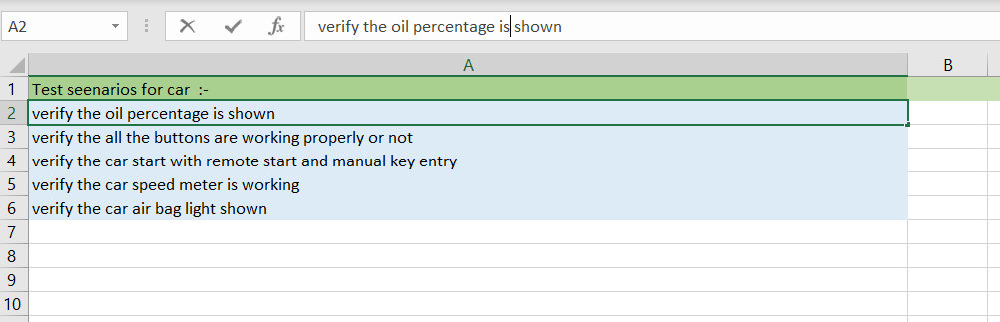 A2 fx verify the oil percentage is shown
A B
1 Test seenarios for car :-
2 verify the oil percentage is shown
3 verify the all the buttons are working properly or not
4 verify the car start with remote start and manual key entry
5 verify the car speed meter is working
6 verify the car air bag light shown
7
8
9
10